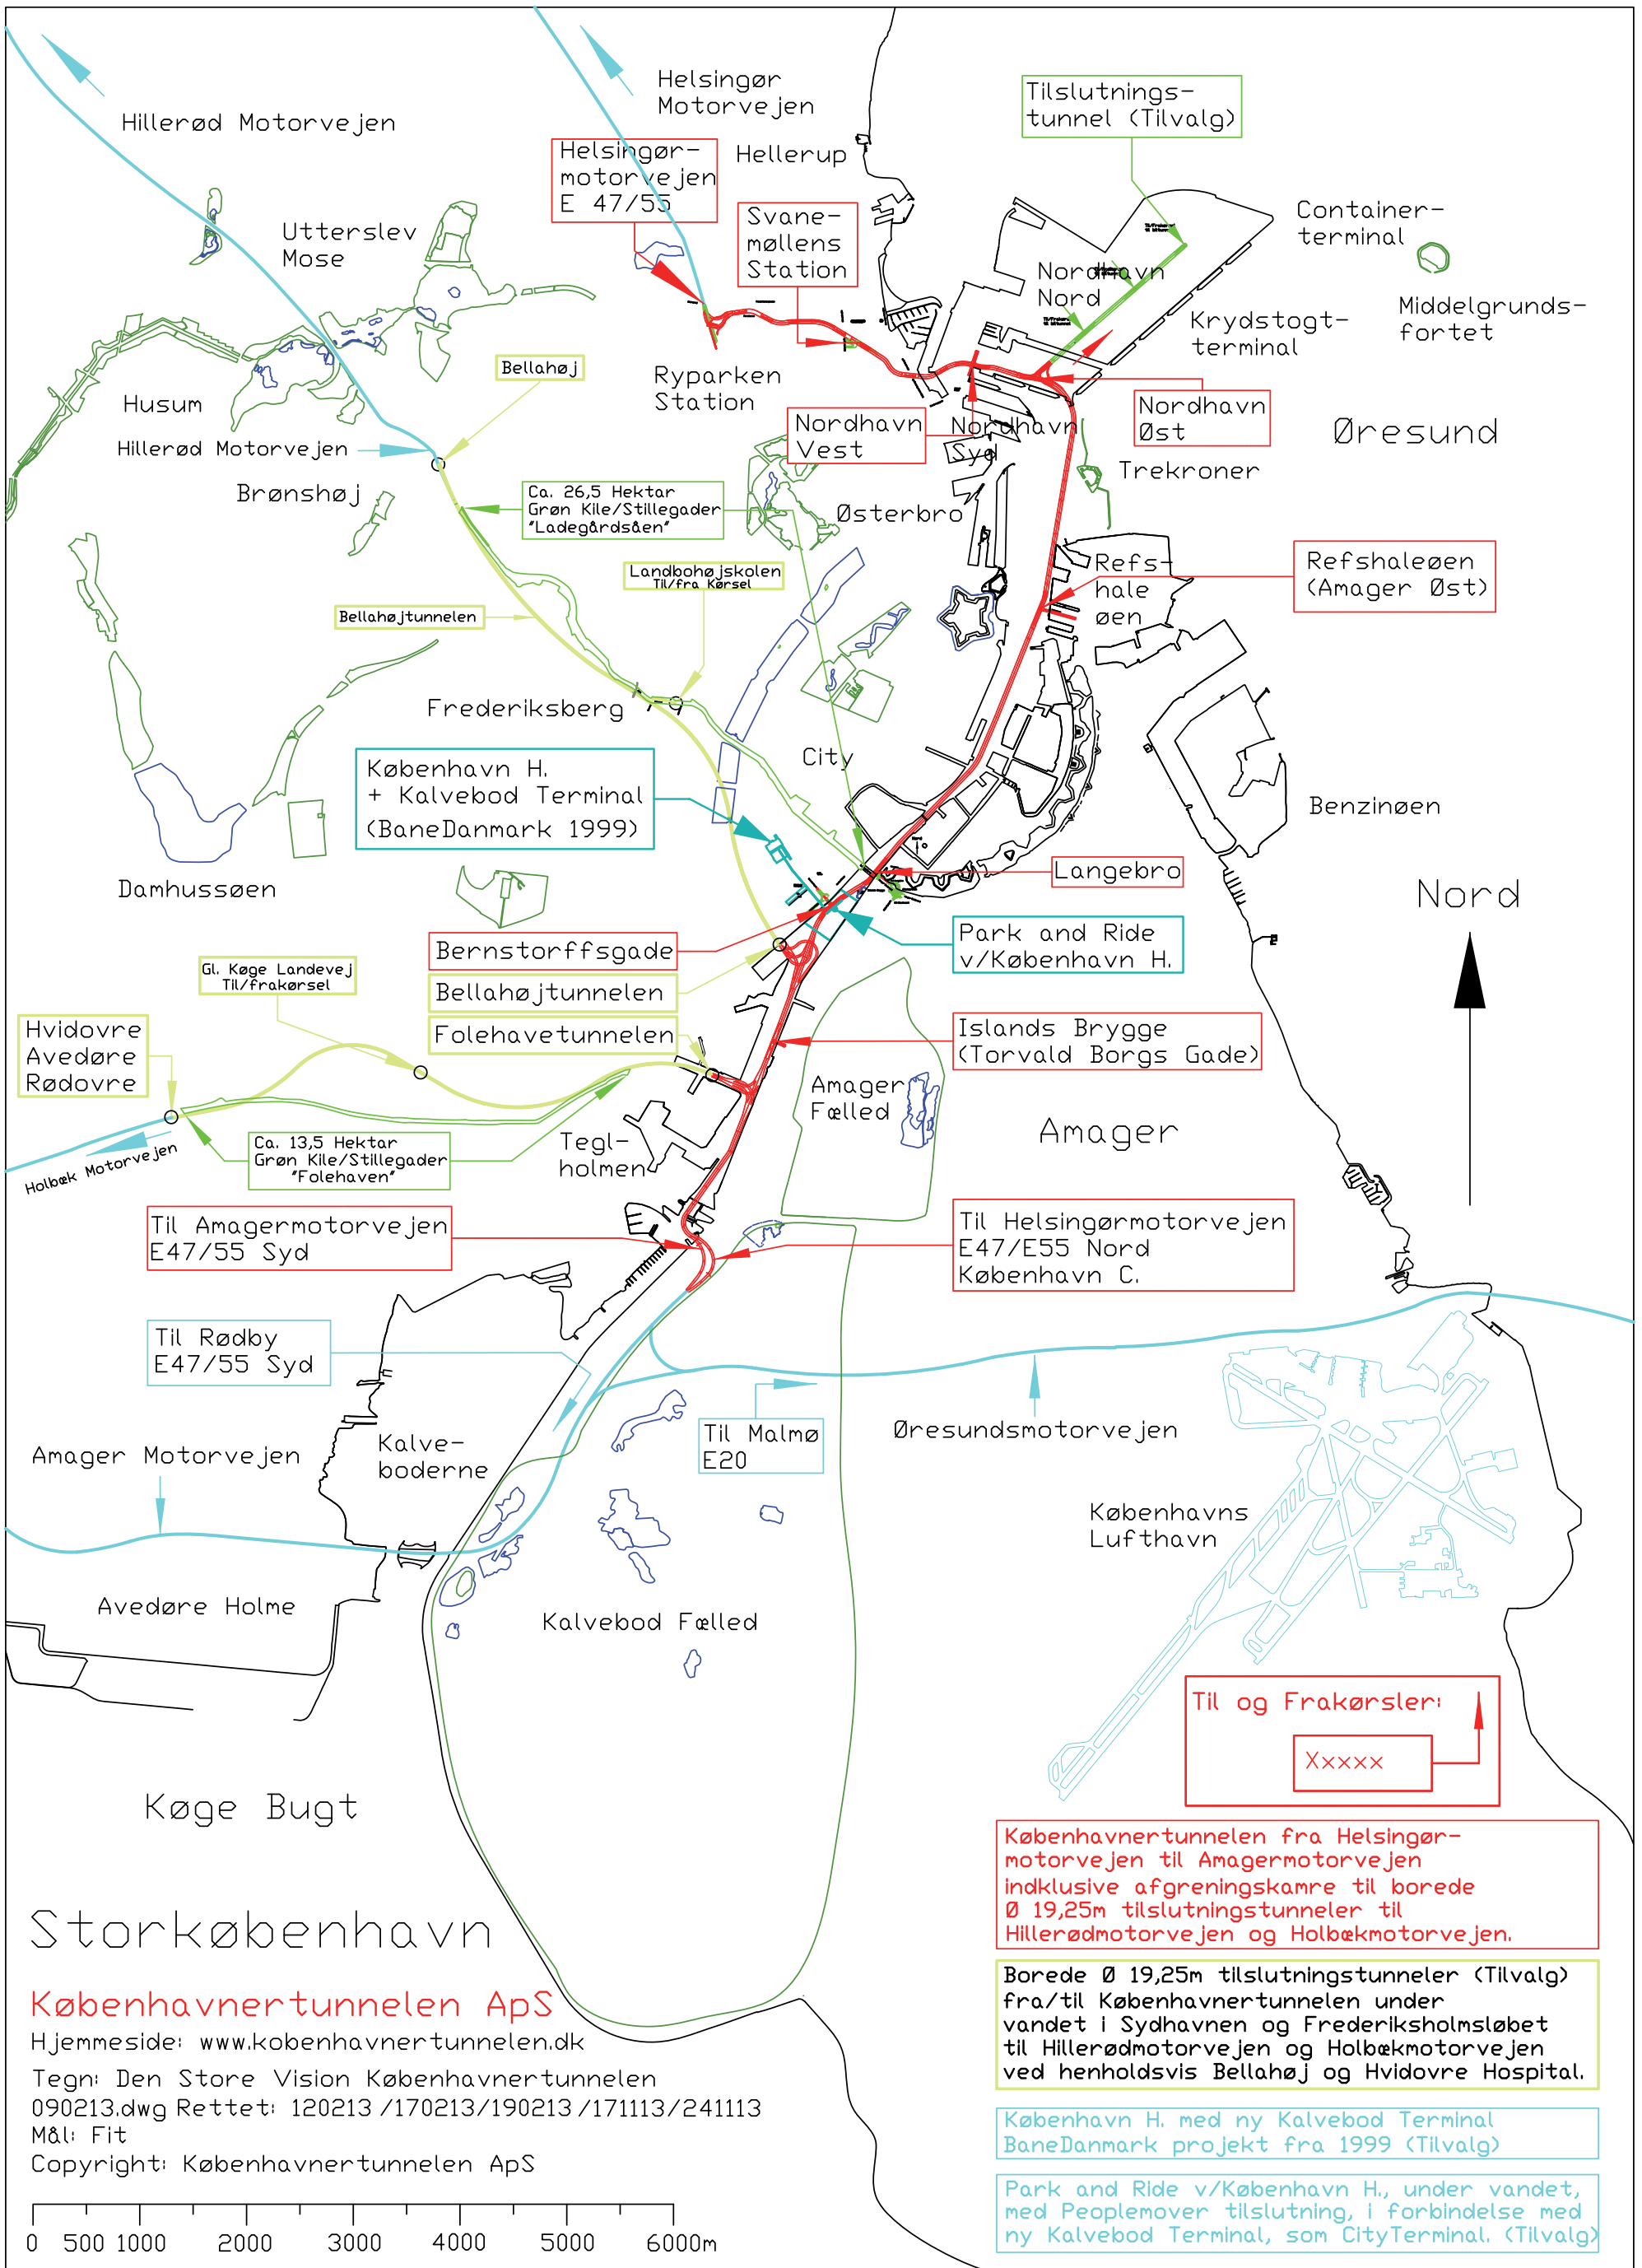 Hillerød Motorvejen
Helsingør
Motorvejen
Hellerup
Helsingør-
motorvejen
E 47/55
Tilslutnings-
tunnel (Tilvalg)
Utterslev
Mose
Svane-
møllens
Station
Container-
terminal
Nordhavn
Nord
Middelgrunds-
fortet
Krydstogt-
terminal
Bellahøj
Ryparken
Station
Husum
Hillerød Motorvejen
Nordhavn
Vest
Nordhavn
Syd
Nordhavn
Øst
Øresund
Trekroner
Brønshøj
Ca. 26,5 Hektar
Grøn Kile/Stillegader
"Ladegårdsåen"
Østerbro
Refs-
hale
øen
Refshaleøen
(Amager Øst)
Landbohøjskolen
Til/fra Kørsel
Bellahøjtunnelen
Frederiksberg
City
København H.
+ Kalvebod Terminal
(BaneDanmark 1999)
Benzinøen
Damhussøen
Langebro
Nord
Bernstorffsgade
Park and Ride
v/København H.
Gl. Køge Landevej
Til/frakørsel
Bellahøjtunnelen
Folehavetunnelen
Hvidovre
Avedøre
Rødovre
Islands Brygge
(Torvald Borgs Gade)
Amager
Fælled
Amager
Holbæk Motorvejen
Ca. 13,5 Hektar
Grøn Kile/Stillegader
"Folehaven"
Tegl-
holmen
Til Amagermotorvejen
E47/55 Syd
Til Helsingørmotorvejen
E47/E55 Nord
København C.
Til Rødby
E47/55 Syd
Til Malmø
E20
Øresundsmotorvejen
Amager Motorvejen
Kalve-
boderne
Københavns
Lufthavn
Avedøre Holme
Kalvebod Fælled
Til og Frakørsler:
Xxxxx
Køge Bugt
Københavnertunnelen fra Helsingør-
motorvejen til Amagermotorvejen
indklusive afgreningskamre til borede
Ø 19,25m tilslutningstunneler til
Hillerødmotorvejen og Holbækmotorvejen.
Borede Ø 19,25m tilslutningstunneler (Tilvalg)
fra/til Københavnertunnelen under
vandet i Sydhavnen og Frederiksholmsløbet
til Hillerødmotorvejen og Holbækmotorvejen
ved henholdsvis Bellahøj og Hvidovre Hospital.
København H. med ny Kalvebod Terminal
BaneDanmark projekt fra 1999 (Tilvalg)
Park and Ride v/København H., under vandet,
med Peoplemover tilslutning, i forbindelse med
ny Kalvebod Terminal, som CityTerminal. (Tilvalg)
Storkøbenhavn
Københavnertunnelen ApS
Hjemmeside: www.kobenhavnertunnelen.dk
Tegn: Den Store Vision Københavnertunnelen
090213.dwg Rettet: 120213 /170213/190213 /171113/241113
Mål: Fit
Copyright: Københavnertunnelen ApS
0 500 1000 2000 3000 4000 5000 6000m